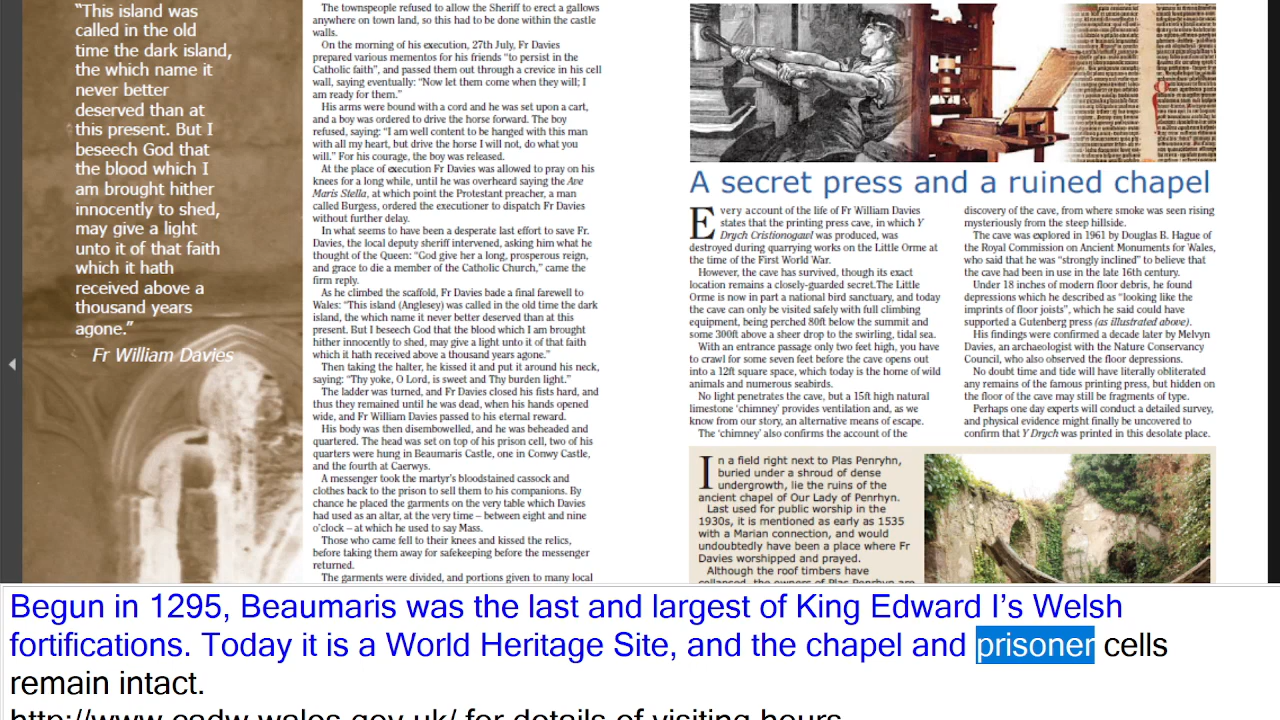 "This island was
called in the old
time the dark island,
the which name it
never better
deserved than at
this present. But I
beseech God that
the blood which I
am brought hither
innocently to shed,
may give a light
unto it of that faith
which it hath
received above a
thousand years
agone."
Fr William Davies
The townspeople refused to allow the Sheriff to erect a gallows
anywhere on town land, so this had to be done within the castle
walls.
On the morning of his execution, 27th July, Fr Davies
prepared various mementos for his friends "to persist in the
Catholic faith", and passed them out through a crevice in his cell
wall, saying eventually: "Now let them come when they will; I
am ready for them."
His arms were bound with a cord and he was set upon a cart,
and a boy was ordered to drive the horse forward. The boy
refused, saying: "I am well content to be hanged with this man
with all my heart, but drive the horse I will not, do what you
will." For his courage, the boy was released.
At the place of execution Fr Davies was allowed to pray on his
knees for a long while, until he was overheard saying the Ave
Maris Stella, at which point the Protestant preacher, a man
called Burgess, ordered the executioner to dispatch Fr Davies
without further delay.
In what seems to have been a desperate last effort to save Fr.
Davies, the local deputy sheriff intervened, asking him what he
thought of the Queen: "God give her a long, prosperous reign,
and grace to die a member of the Catholic Church," came the
firm reply.
As he climbed the scaffold, Fr Davies bade a final farewell to
Wales: "This island (Anglesey) was called in the old time the dark
island, the which name it never better deserved than at this
present. But I beseech God that the blood which I am brought
hither innocently to shed, may give a light unto it of that faith
which it hath received above a thousand years agone."
Then taking the halter, he kissed it and put it around his neck,
saying: "Thy yoke, O Lord, is sweet and Thy burden light."
The ladder was turned, and Fr Davies closed his fists hard, and
thus they remained until he was dead, when his hands opened
wide, and Fr William Davies passed to his eternal reward.
His body was then disembowelled, and he was beheaded and
quartered. The head was set on top of his prison cell, two of his
quarters were hung in Beaumaris Castle, one in Conwy Castle,
and the fourth at Caerwys.
A messenger took the martyr's bloodstained cassock and
clothes back to the prison to sell them to his companions. By
chance he placed the garments on the very table which Davies
had used as an altar, at the very time – between eight and nine
o'clock – at which he used to say Mass.
Those who came fell to their knees and kissed the relics,
before taking them away for safekeeping before the messenger
returned.
The garments were divided, and portions given to many local
A secret press and a ruined chapel
Every account of the life of Fr William Davies
states that the printing press cave, in which Y
Drych Cristionogawl was produced, was
destroyed during quarrying works on the Little Orme at
the time of the First World War.
However, the cave has survived, though its exact
location remains a closely-guarded secret.The Little
Orme is now in part a national bird sanctuary, and today
the cave can only be visited safely with full climbing
equipment, being perched 80ft below the summit and
some 300ft above a sheer drop to the swirling, tidal sea.
With an entrance passage only two feet high, you have
to crawl for some seven feet before the cave opens out
into a 12ft square space, which today is the home of wild
animals and numerous seabirds.
No light penetrates the cave, but a 15ft high natural
limestone 'chimney' provides ventilation and, as we
know from our story, an alternative means of escape.
The 'chimney' also confirms the account of the
discovery of the cave, from where smoke was seen rising
mysteriously from the steep hillside.
The cave was explored in 1961 by Douglas B. Hague of
the Royal Commission on Ancient Monuments for Wales,
who said that he was "strongly inclined" to believe that
the cave had been in use in the late 16th century.
Under 18 inches of modern floor debris, he found
depressions which he described as "looking like the
imprints of floor joists", which he said could have
supported a Gutenberg press (as illustrated above).
His findings were confirmed a decade later by Melvyn
Davies, an archaeologist with the Nature Conservancy
Council, who also observed the floor depressions.
No doubt time and tide will have literally obliterated
any remains of the famous printing press, but hidden on
the floor of the cave may still be fragments of type.
Perhaps one day experts will conduct a detailed survey,
and physical evidence might finally be uncovered to
confirm that Y Drych was printed in this desolate place.
In a field right next to Plas Penryhn,
buried under a shroud of dense
undergrowth, lie the ruins of the
ancient chapel of Our Lady of Penrhyn.
Last used for public worship in the
1930s, it is mentioned as early as 1535
with a Marian connection, and would
undoubtedly have been a place where Fr
Davies worshipped and prayed.
Although the roof timbers have
collapsed, the owners of Plas Penrhyn are
Begun in 1295, Beaumaris was the last and largest of King Edward I's Welsh
fortifications. Today it is a World Heritage Site, and the chapel and prisoner cells
remain intact.
http://www.cadw.wales.gov.uk/ for details of visiting hours